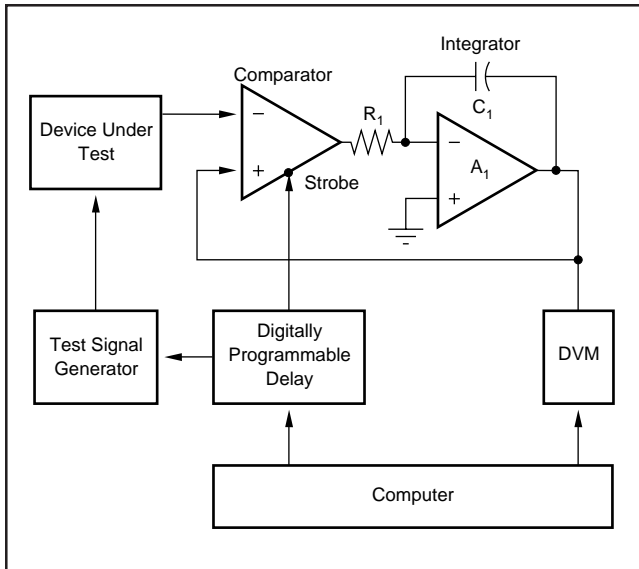 Integrator
Comparator
C1
R1
Device Under
Test
−
+
−
+
A1
Strobe
Test Signal
Generator
Digitally
Programmable
Delay
DVM
Computer